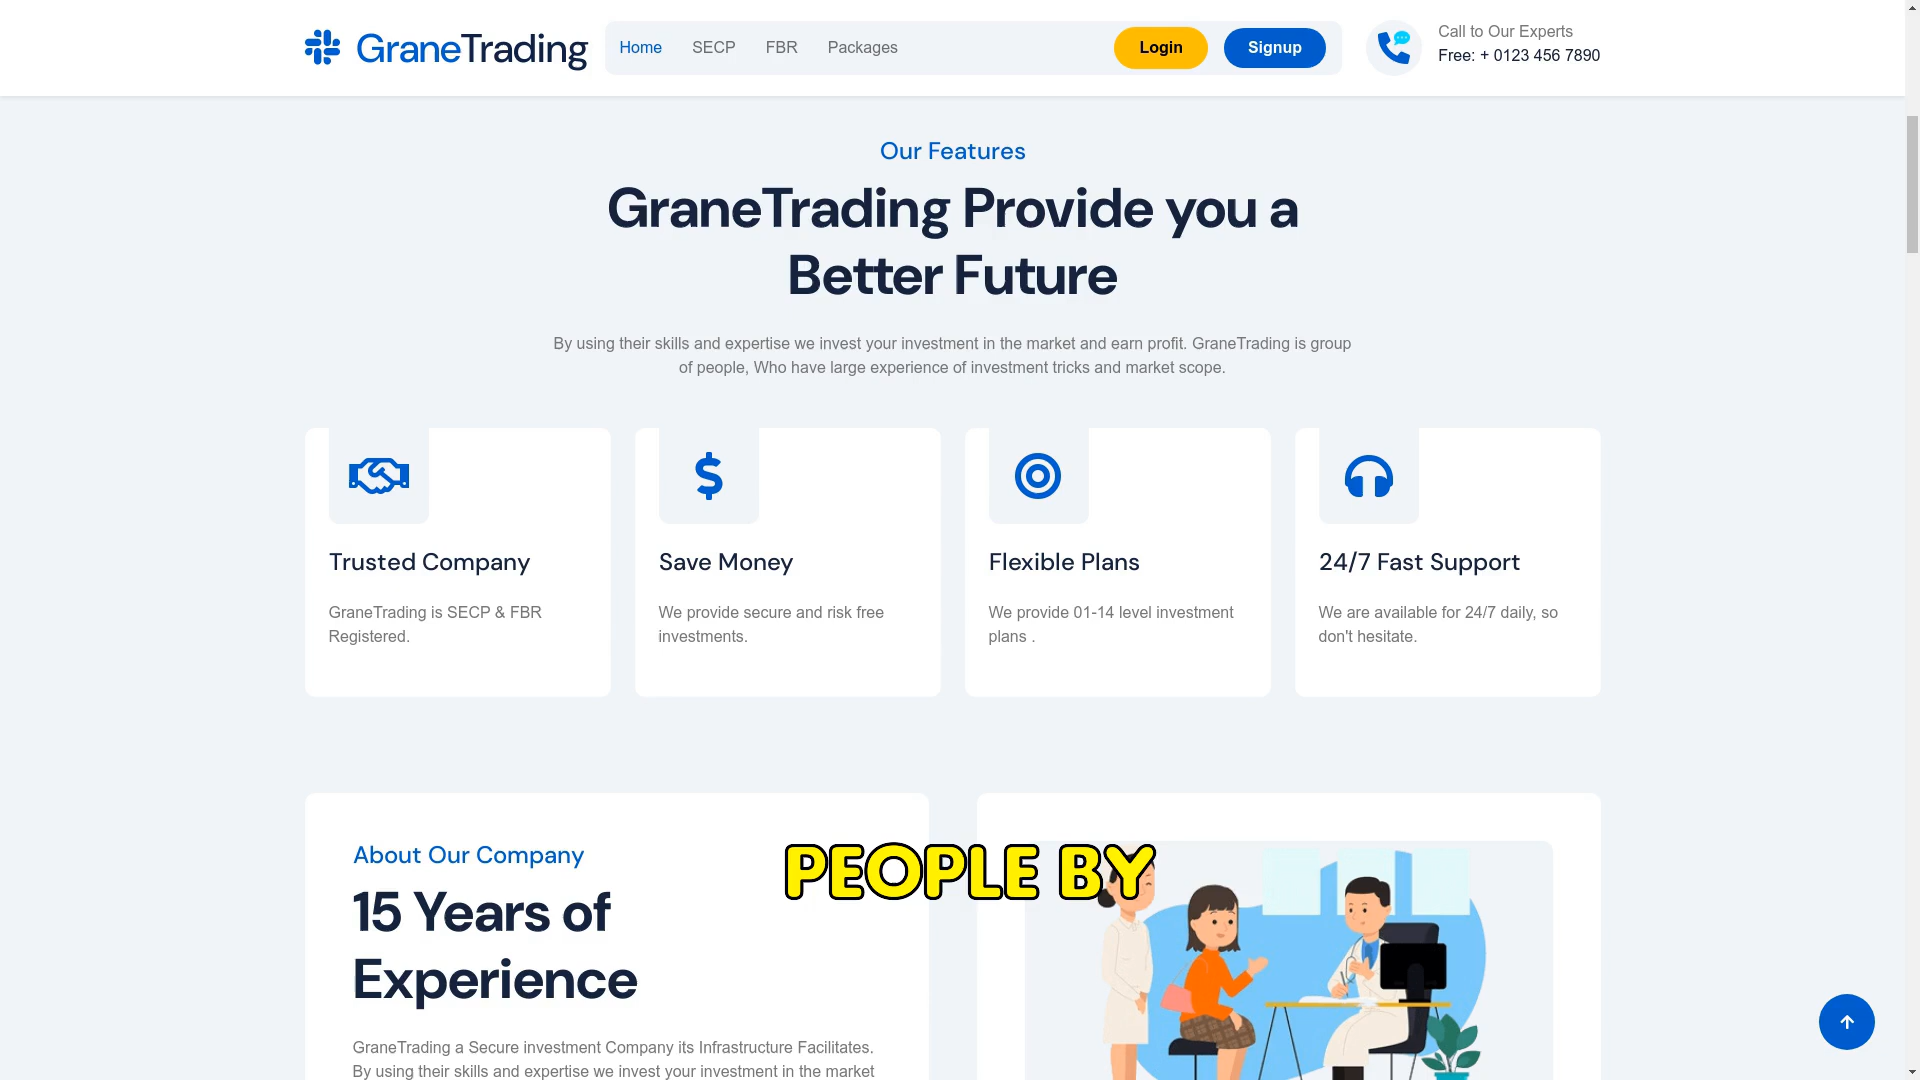 GraneTrading
Home
SECP
FBR
Packages
Login
Signup
Call to Our Experts
Free: + 0123 456 7890
Our Features
GraneTrading Provide you a
Better Future
By using their skills and expertise we invest your investment in the market and earn profit. GraneTrading is group
of people, Who have large experience of investment tricks and market scope.
Trusted Company
GraneTrading is SECP & FBR
Registered.
Save Money
We provide secure and risk free
investments.
Flexible Plans
We provide 01-14 level investment
plans .
24/7 Fast Support
We are available for 24/7 daily, so
don't hesitate.
About Our Company
15 Years of
Experience
GraneTrading a Secure investment Company its Infrastructure Facilitates.
By using their skills and expertise we invest your investment in the market
PEOPLE BY